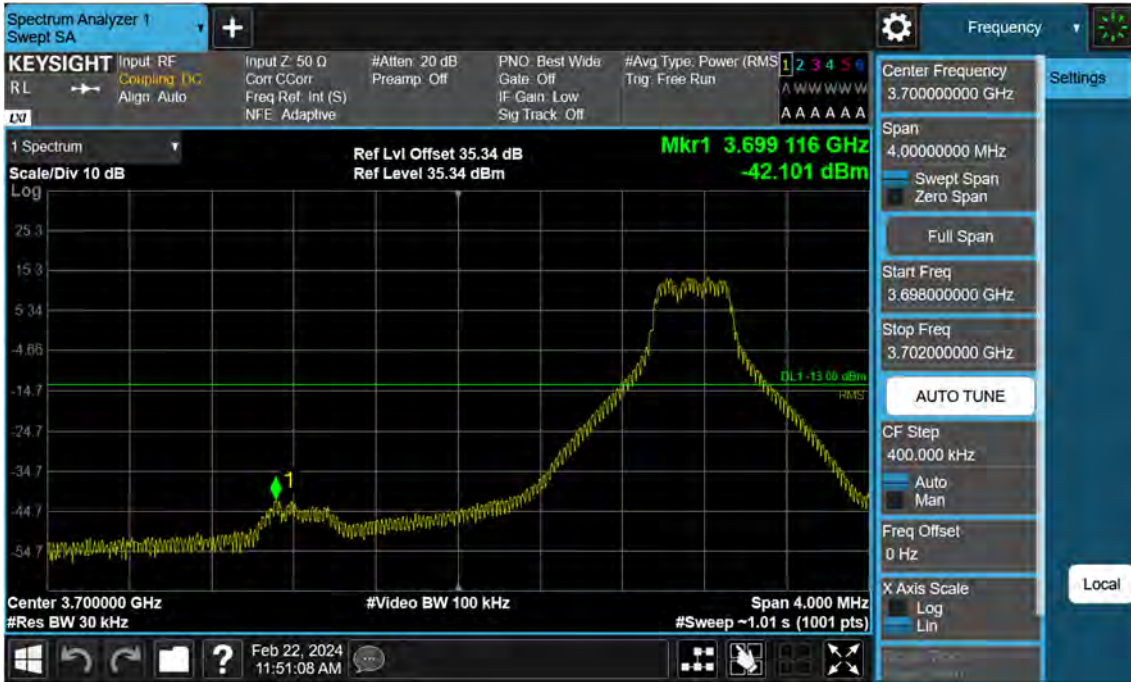 Spectrum Analyzer 1
Swept SA
+
Frequency
KEYSIGHT
RL
LXI
Input: RF
Coupling: DC
Align: Auto
Input Z: 50 Ω
Corr CCorr
Freq Ref: Int (S)
NFE: Adaptive
#Atten: 20 dB
Preamp: Off
PNO: Best Wide
Gate: Off
IF Gain: Low
Sig Track: Off
#Avg Type: Power (RMS
Trig: Free Run
1 2 3 4 5 6
A W W W W W
A A A A A A
1 Spectrum
Scale/Div 10 dB
Log
Ref Lvl Offset 35.34 dB
Ref Level 35.34 dBm
Mkr1 3.699 116 GHz
-42.101 dBm
25.3
15.3
5.34
-4.66
-14.7
-24.7
-34.7
-44.7
-54.7
DL1 -13.00 dBm
RMS
1
Center 3.700000 GHz
#Res BW 30 kHz
#Video BW 100 kHz
Span 4.000 MHz
#Sweep ~1.01 s (1001 pts)
Center Frequency
3.700000000 GHz
Span
4.00000000 MHz
Swept Span
Zero Span
Full Span
Start Freq
3.698000000 GHz
Stop Freq
3.702000000 GHz
AUTO TUNE
CF Step
400.000 kHz
Auto
Man
Freq Offset
0 Hz
X Axis Scale
Log
Lin
Settings
Local
?
Feb 22, 2024
11:51:08 AM